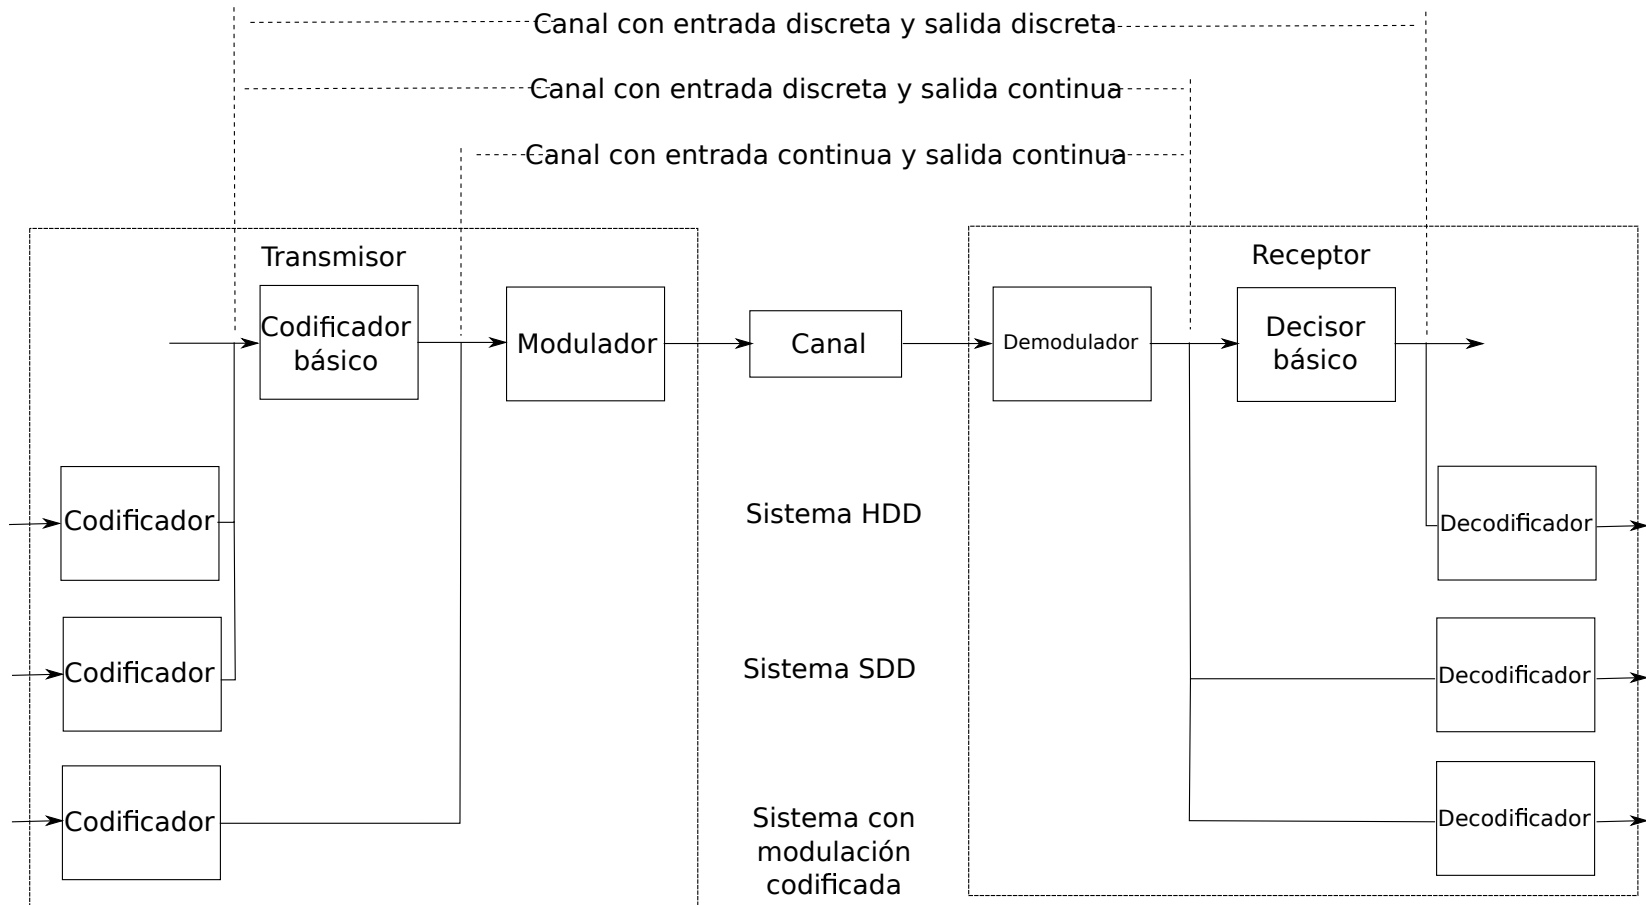 Canal con entrada discreta y salida discreta
Canal con entrada discreta y salida continua
Canal con entrada continua y salida continua
Transmisor
Receptor
Codificador
básico
Modulador
Canal
Demodulador
Decisor
básico
Codificador
Sistema HDD
Decodificador
Codificador
Sistema SDD
Decodificador
Codificador
Sistema con
modulación
codificada
Decodificador